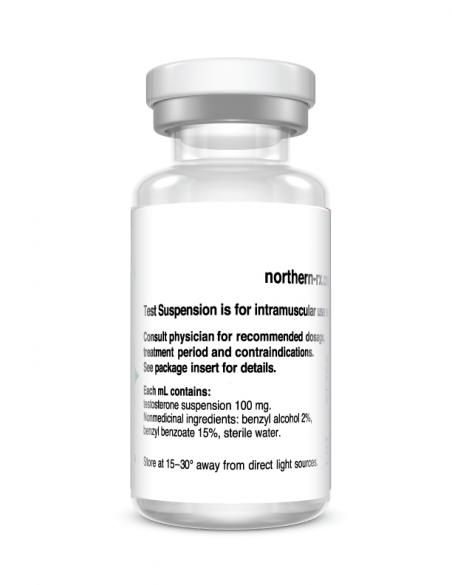 northern-rx.
Test Suspension is for intramuscular use
Consult physician for recommended dosage,
treatment period and contraindications.
See package insert for details.
Each mL contains:
testosterone suspension 100 mg.
Nonmedicinal ingredients: benzyl alcohol 2%,
benzyl benzoate 15%, sterile water.
Store at 15–30° away from direct light sources.